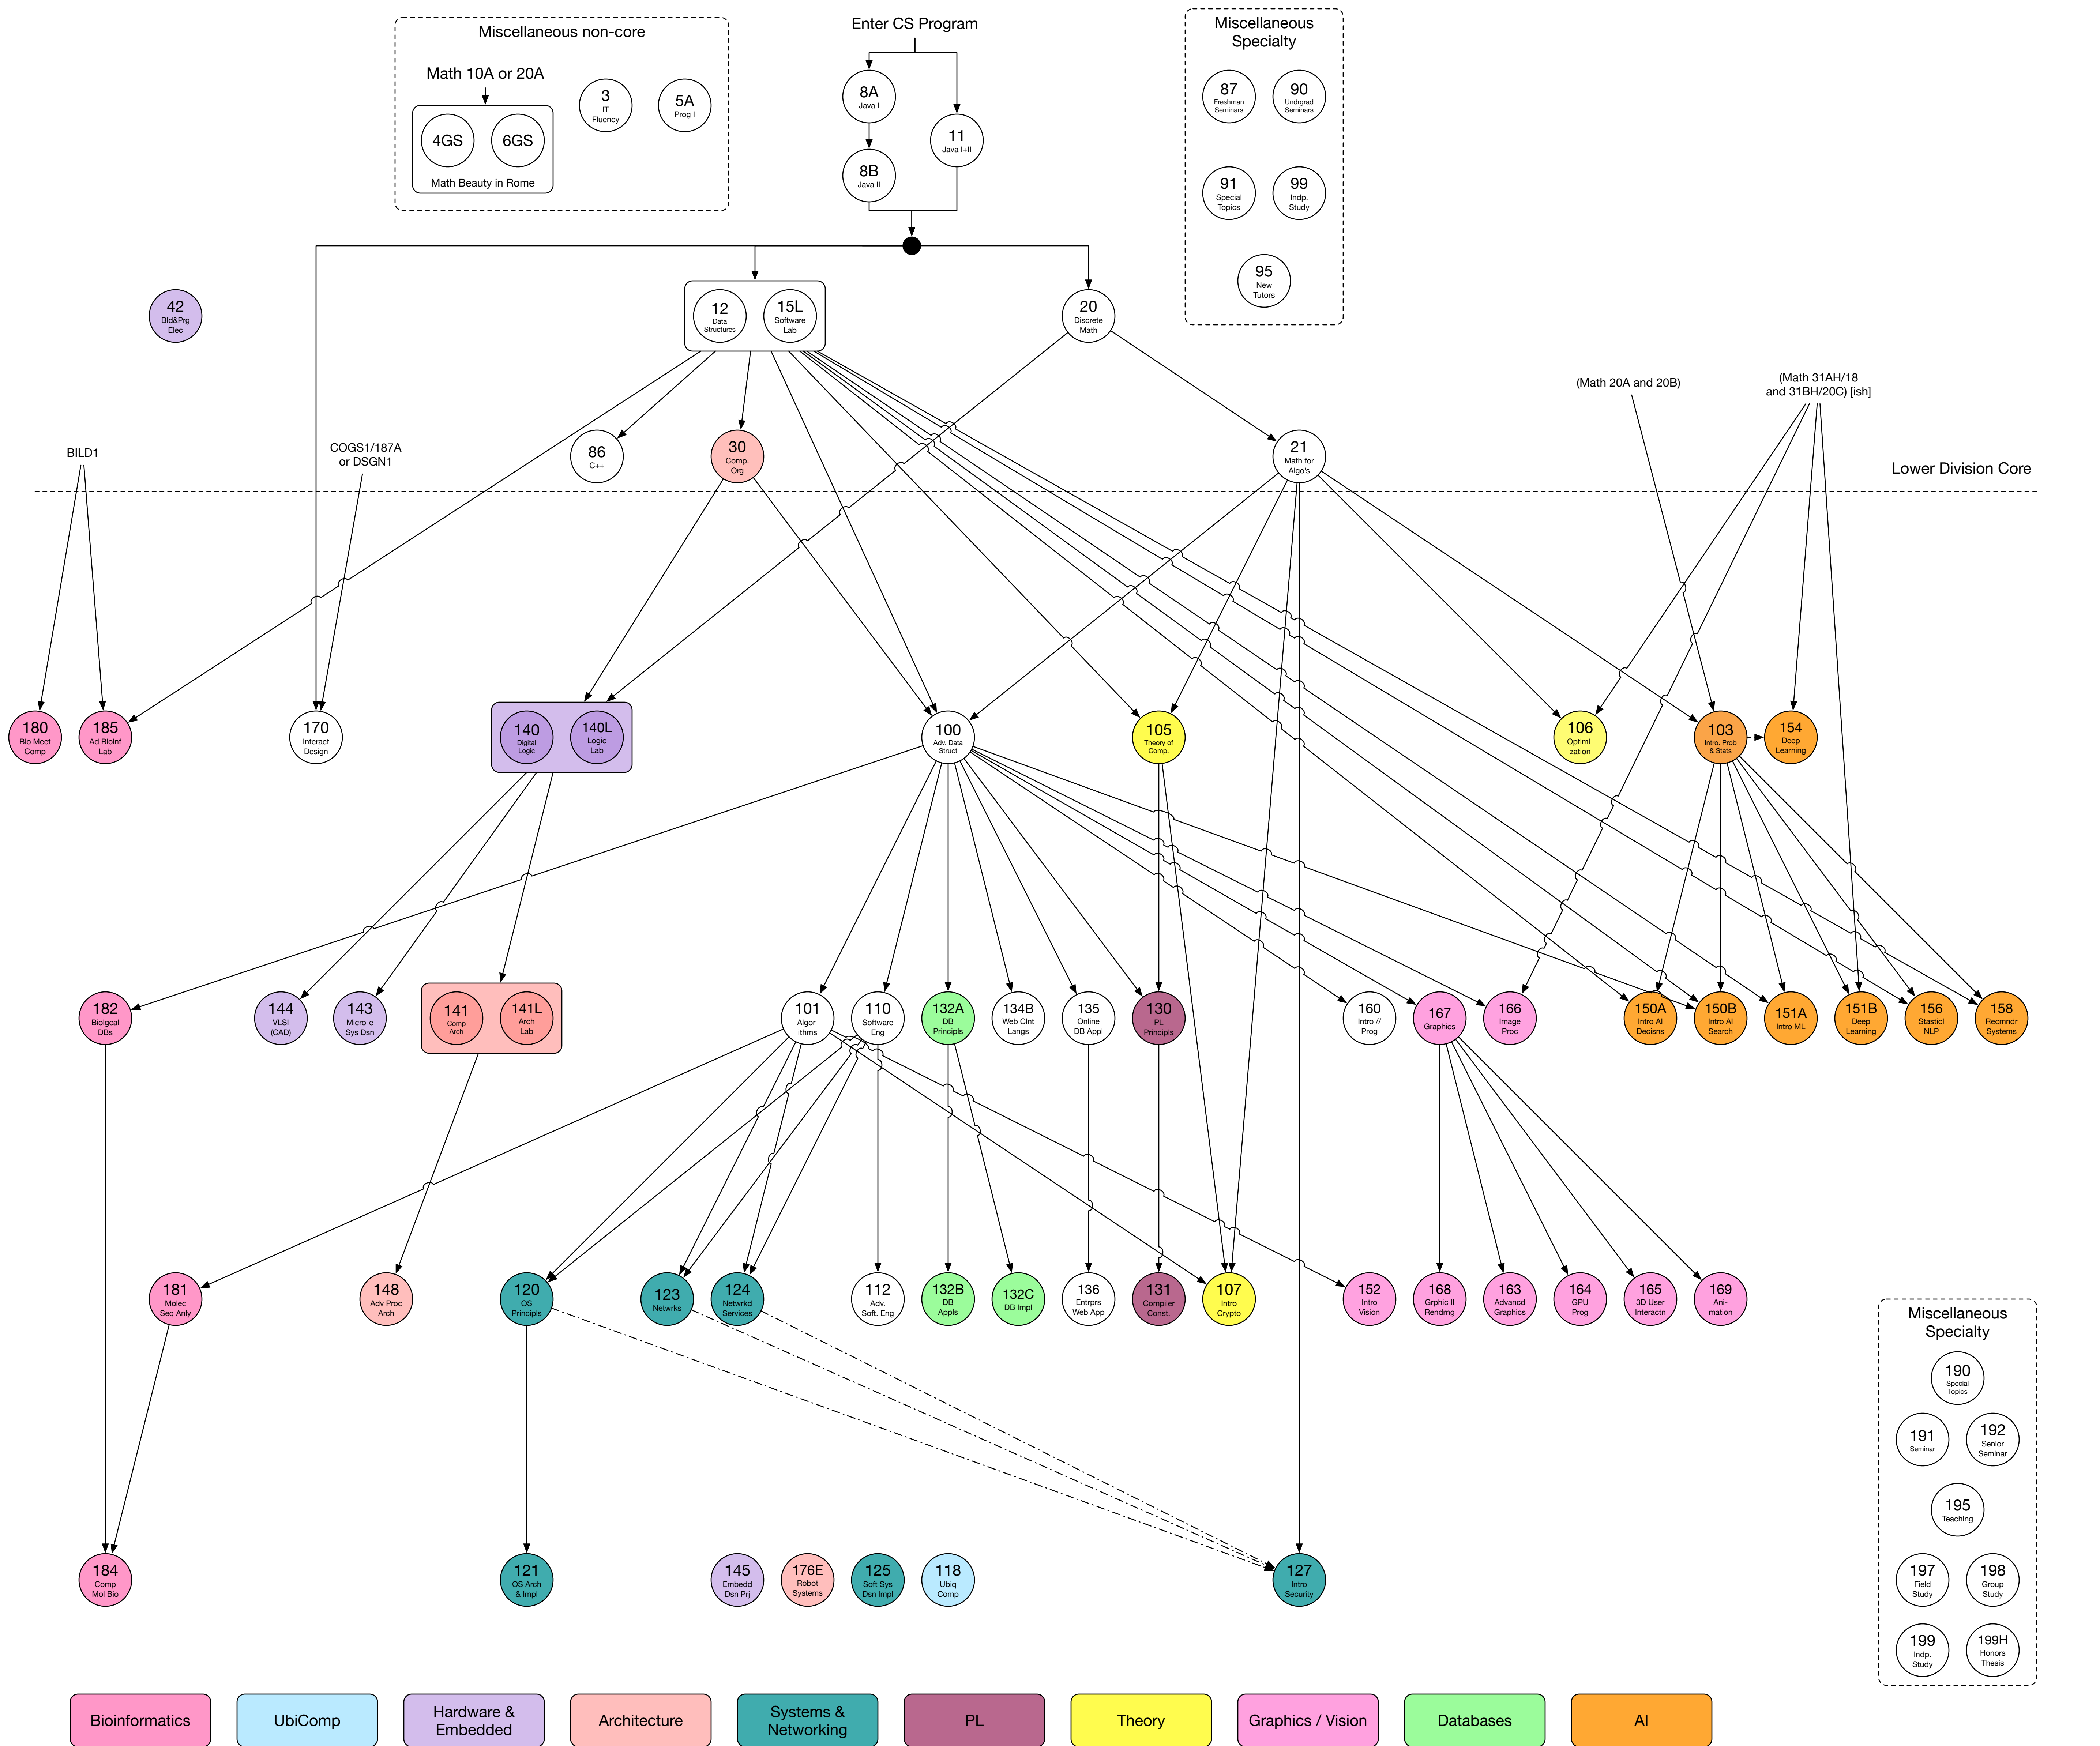 Miscellaneous non-core
Math 10A or 20A
4GS
6GS
Math Beauty in Rome
3
IT
Fluency
5A
Prog I
Enter CS Program
8A
Java I
8B
Java II
11
Java I+II
Miscellaneous
Specialty
87
Freshman
Seminars
90
Undrgrad
Seminars
91
Special
Topics
99
Indp.
Study
95
New
Tutors
42
Bld&Prg
Elec
12
Data
Structures
15L
Software
Lab
20
Discrete
Math
(Math 20A and 20B)
(Math 31AH/18
and 31BH/20C) [ish]
BILD1
COGS1/187A
or DSGN1
86
C++
30
Comp.
Org
21
Math for
Algo's
Lower Division Core
180
Bio Meet
Comp
185
Ad Bioinf
Lab
170
Interact
Design
140
Digital
Logic
140L
Logic
Lab
100
Adv. Data
Struct
105
Theory of
Comp.
106
Optimi-
zation
103
Intro. Prob
& Stats
154
Deep
Learning
182
Biolgcal
DBs
144
VLSI
(CAD)
143
Micro-e
Sys Dsn
141
Comp
Arch
141L
Arch
Lab
101
Algor-
ithms
110
Software
Eng
132A
DB
Principls
134B
Web Clnt
Langs
135
Online
DB Appl
130
PL
Principls
160
Intro //
Prog
167
Graphics
166
Image
Proc
150A
Intro AI
Decisns
150B
Intro AI
Search
151A
Intro ML
151B
Deep
Learning
156
Stasticl
NLP
158
Recmndr
Systems
181
Molec
Seq Anly
148
Adv Proc
Arch
120
OS
Principls
123
Netwrks
124
Netwrkd
Services
112
Adv.
Soft. Eng
132B
DB
Appls
132C
DB Impl
136
Entrprs
Web App
131
Compiler
Const.
107
Intro
Crypto
152
Intro
Vision
168
Grphic II
Rendrng
163
Advancd
Graphics
164
GPU
Prog
165
3D User
Interactn
169
Ani-
mation
Miscellaneous
Specialty
190
Special
Topics
191
Seminar
192
Senior
Seminar
195
Teaching
197
Field
Study
198
Group
Study
199
Indp.
Study
199H
Honors
Thesis
184
Comp
Mol Bio
121
OS Arch
& Impl
145
Embedd
Dsn Prj
176E
Robot
Systems
125
Soft Sys
Dsn Impl
118
Ubiq
Comp
127
Intro
Security
Bioinformatics
UbiComp
Hardware &
Embedded
Architecture
Systems &
Networking
PL
Theory
Graphics / Vision
Databases
AI